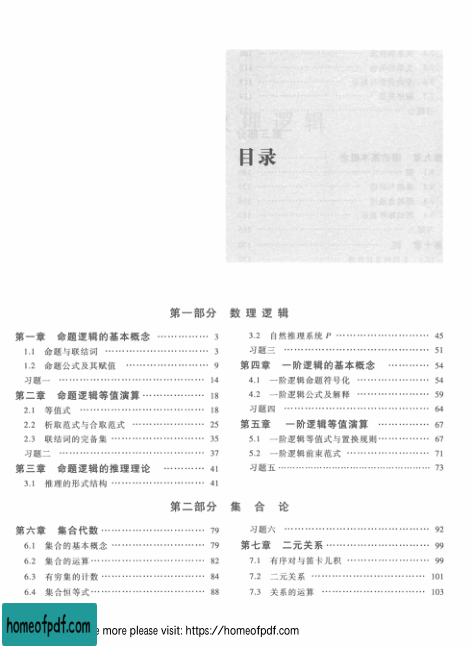 目录
第一部分 数理逻辑
第一章 命题逻辑的基本概念 ……………… 3
1.1 命题与联结词 ……………………… 3
1.2 命题公式及其赋值 ………………… 9
习题一 ……………………………… 14
第二章 命题逻辑等值演算 ……………… 18
2.1 等值式 ……………………………… 18
2.2 析取范式与合取范式 ……………… 25
2.3 联结词的完备集 …………………… 35
习题二 ……………………………… 37
第三章 命题逻辑的推理理论 ………… 41
3.1 推理的形式结构 …………………… 41
3.2 自然推理系统 P …………………… 45
习题三 ……………………………… 51
第四章 一阶逻辑的基本概念 ………… 54
4.1 一阶逻辑命题符号化 ……………… 54
4.2 一阶逻辑公式及解释 ……………… 59
习题四 ……………………………… 64
第五章 一阶逻辑等值演算 …………… 67
5.1 一阶逻辑等值式与置换规则 ………… 67
5.2 一阶逻辑前束范式 ………………… 71
习题五 ……………………………… 73
第二部分 集合论
第六章 集合代数 ……………………… 79
6.1 集合的基本概念 …………………… 79
6.2 集合的运算 ………………………… 82
6.3 有穷集的计数 ……………………… 84
6.4 集合恒等式 ………………………… 88
习题六 ……………………………… 92
第七章 二元关系 ……………………… 99
7.1 有序对与笛卡儿积 ………………… 99
7.2 二元关系 ………………………… 101
7.3 关系的运算 ……………………… 103
homeofpdf.com
more please visit: https://homeofpdf.com